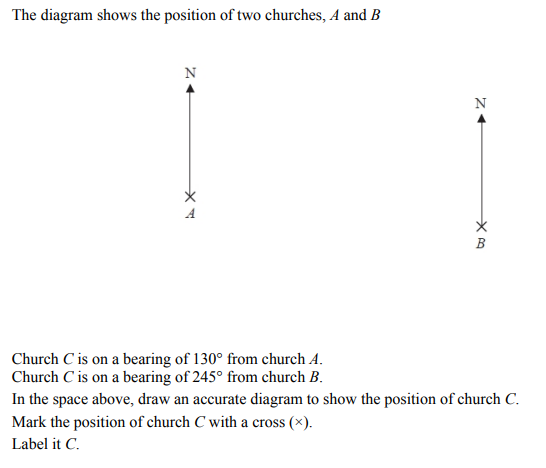 The diagram shows the position of two churches, A and B
N
N
A
B
Church C is on a bearing of 130° from church A.
Church C is on a bearing of 245° from church B.
In the space above, draw an accurate diagram to show the position of church C.
Mark the position of church C with a cross (×).
Label it C.